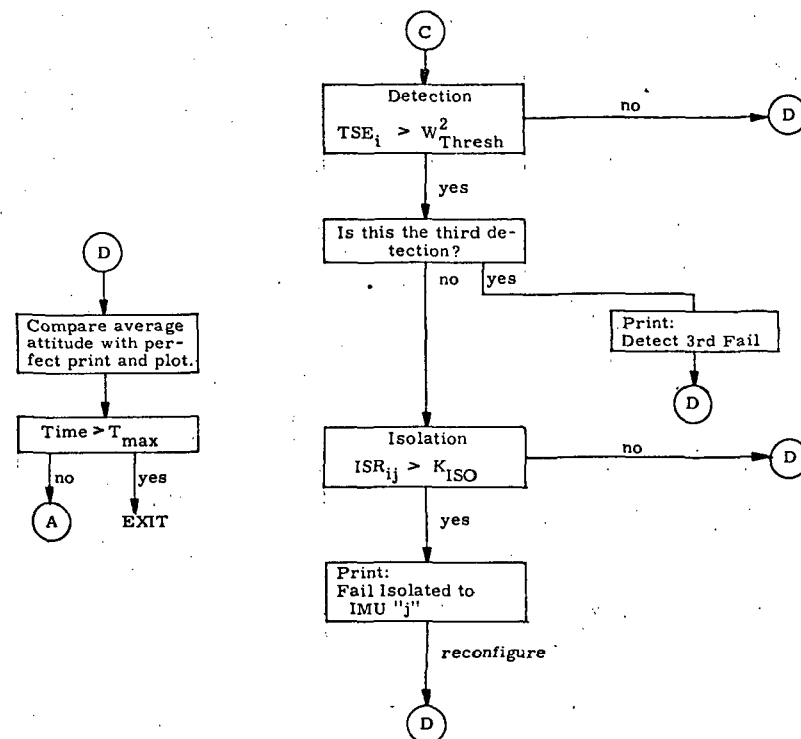 C
Detection
TSE_i > W^2_Thresh
no
D
yes
Is this the third de-
tection?
no
yes
Print:
Detect 3rd Fail
D
Isolation
ISR_ij > K_ISO
no
D
yes
Print:
Fail Isolated to
IMU "j"
reconfigure
D
D
Compare average
attitude with per-
fect print and plot.
Time > T_max
no
yes
A
EXIT